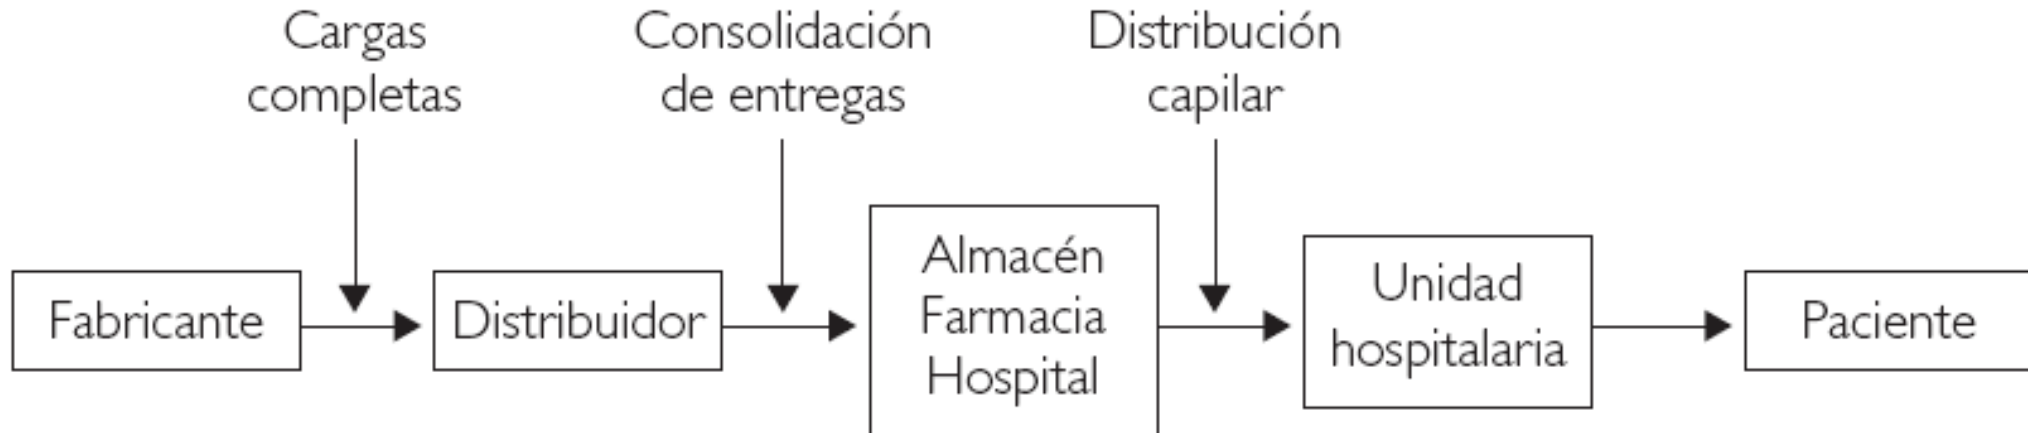 Cargas
completas
Consolidación
de entregas
Distribución
capilar
Fabricante
Distribuidor
Almacén
Farmacia
Hospital
Unidad
hospitalaria
Paciente